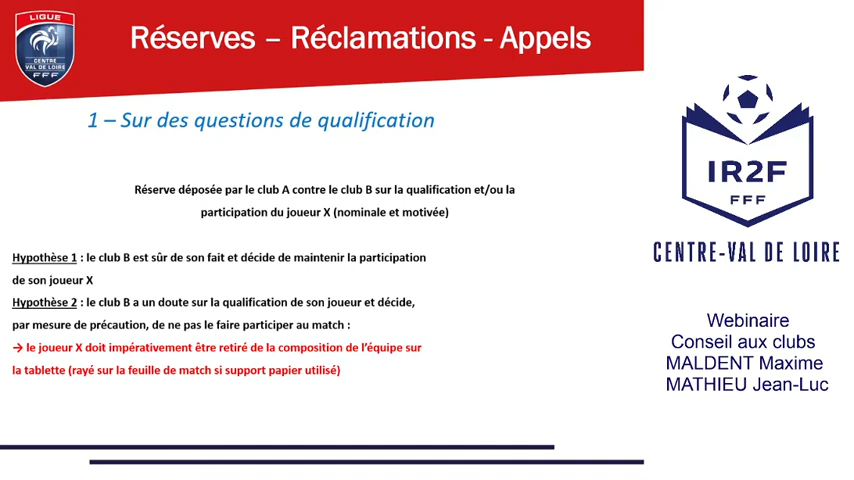 LIGUE
CENTRE
VAL DE LOIRE
FFF
Réserves – Réclamations - Appels
1 – Sur des questions de qualification
Réserve déposée par le club A contre le club B sur la qualification et/ou la
participation du joueur X (nominale et motivée)
Hypothèse 1 : le club B est sûr de son fait et décide de maintenir la participation
de son joueur X
Hypothèse 2 : le club B a un doute sur la qualification de son joueur et décide,
par mesure de précaution, de ne pas le faire participer au match :
→ le joueur X doit impérativement être retiré de la composition de l'équipe sur
la tablette (rayé sur la feuille de match si support papier utilisé)
IR2F
FFF
CENTRE-VAL DE LOIRE
Webinaire
Conseil aux clubs
MALDENT Maxime
MATHIEU Jean-Luc